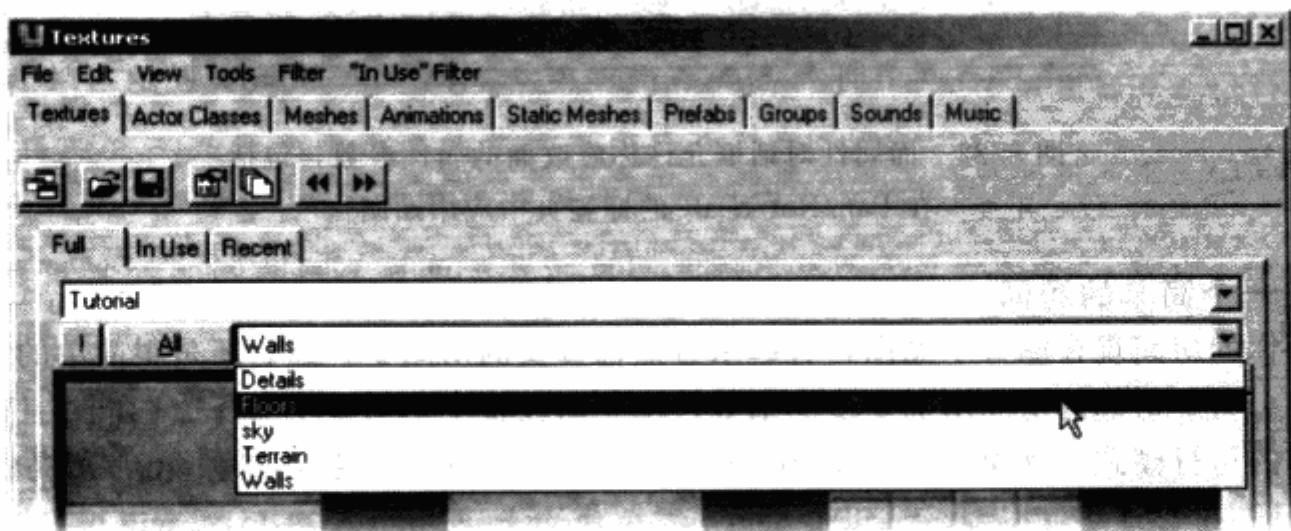 Textures
File Edit View Tools Filter "In Use" Filter
Textures Actor Classes Meshes Animations Static Meshes Prefabs Groups Sounds Music
Full In Use Recent
Tutorial
! All Walls
Details
Floors
sky
Terrain
Walls